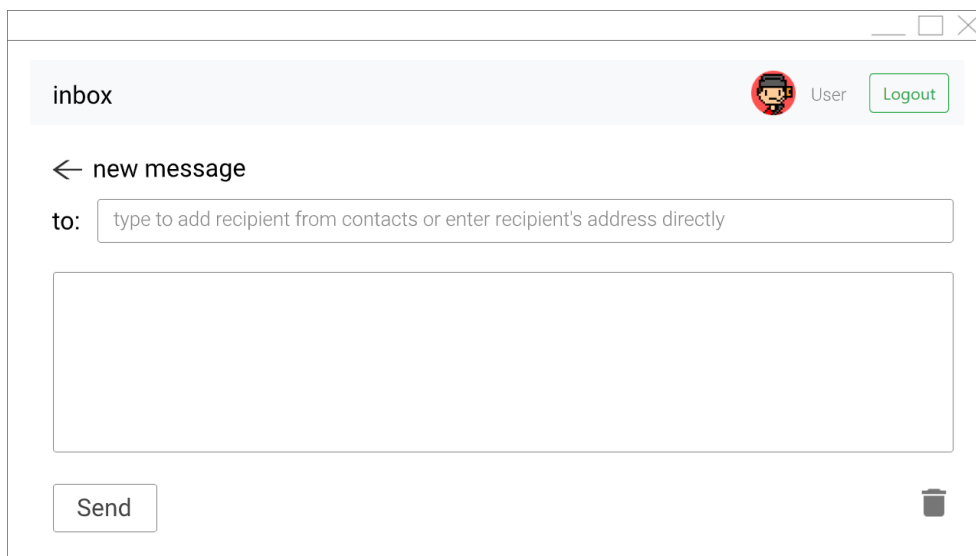 inbox
User
Logout
new message
to:
type to add recipient from contacts or enter recipient's address directly
Send